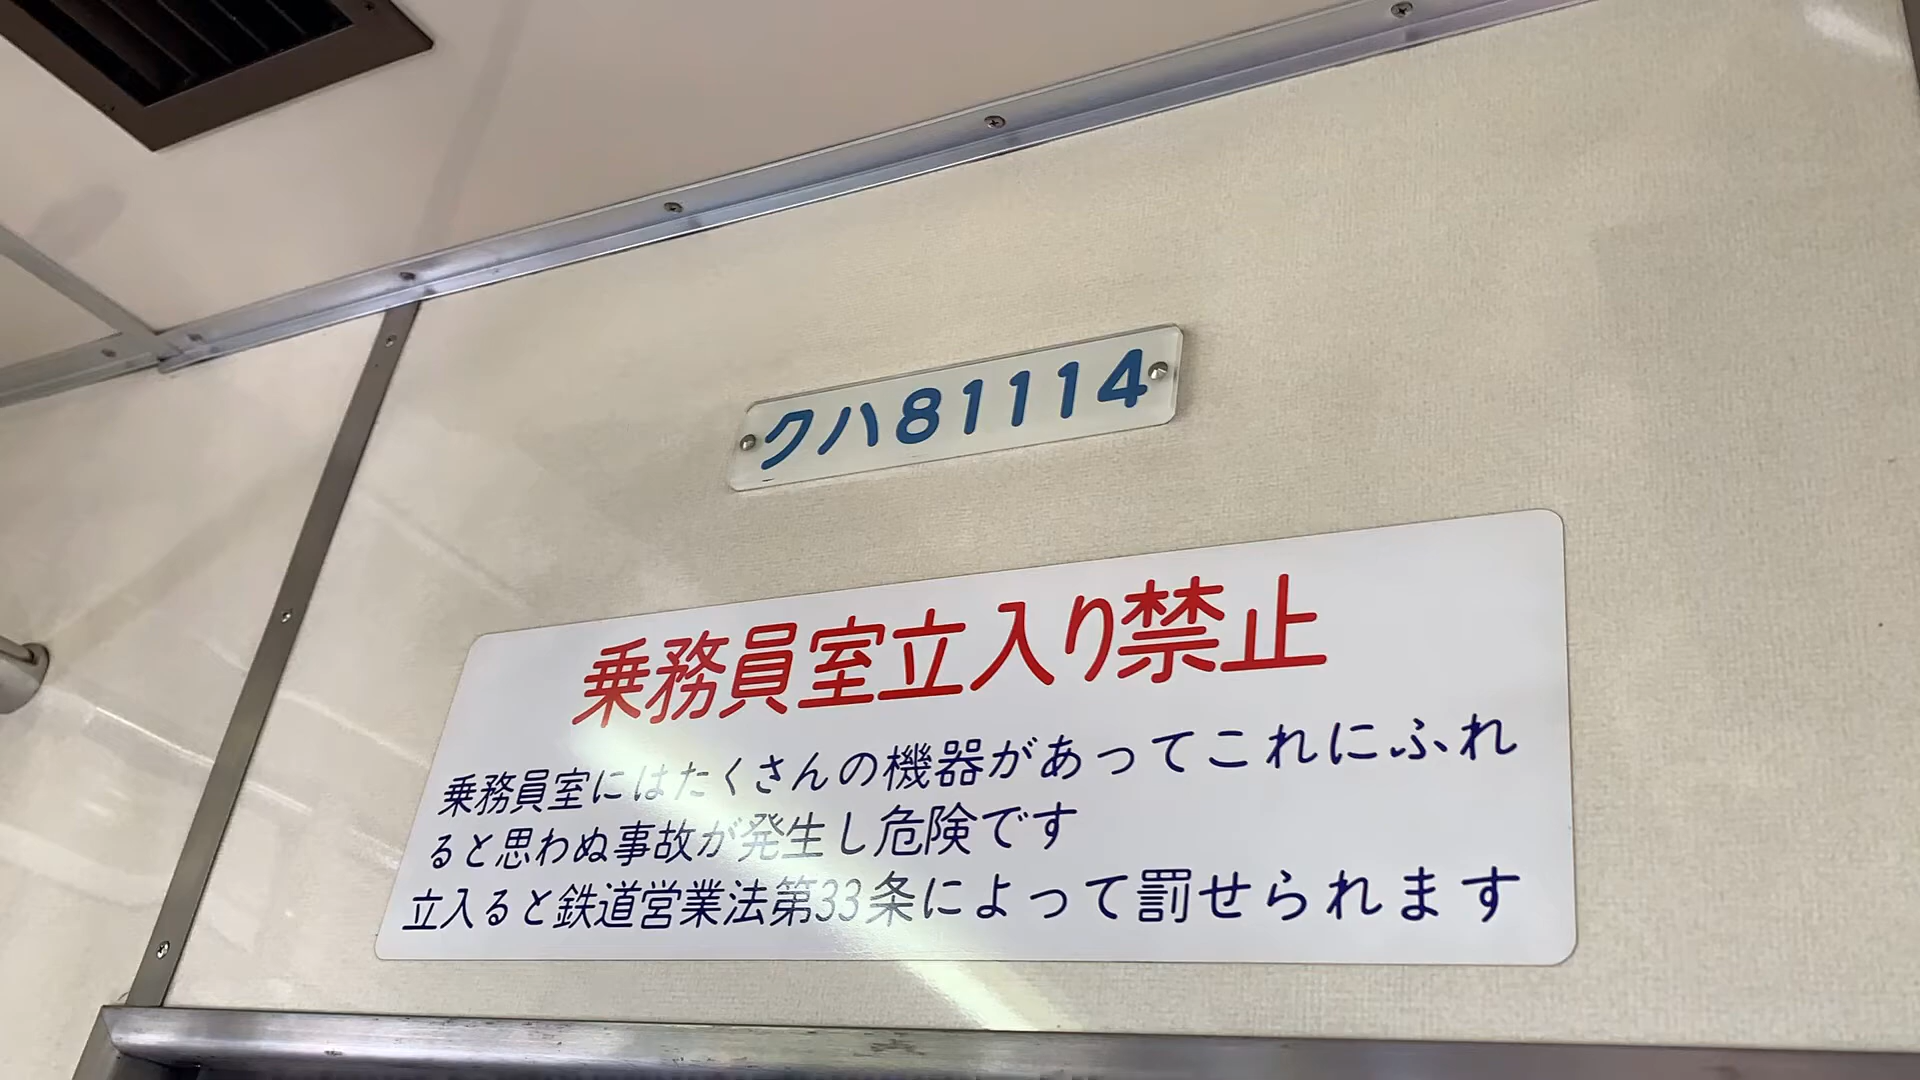 クハ81114
乗務員室立入り禁止
乗務員室にはたくさんの機器があってこれにふれ
ると思わぬ事故が発生し危険です
立入ると鉄道営業法第33条によって罰せられます